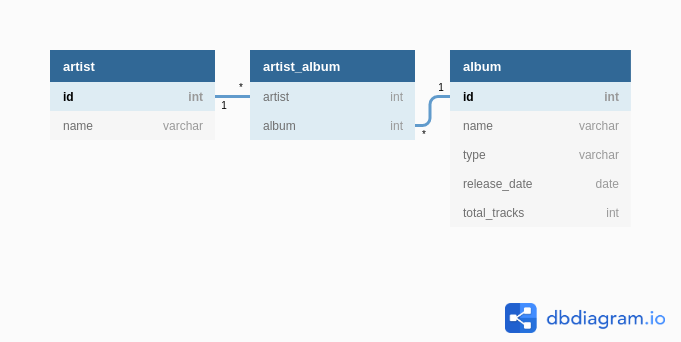 artist
id int
name varchar
* 1
artist_album
artist int
album int
1 *
album
id int
name varchar
type varchar
release_date date
total_tracks int
dbdiagram.io